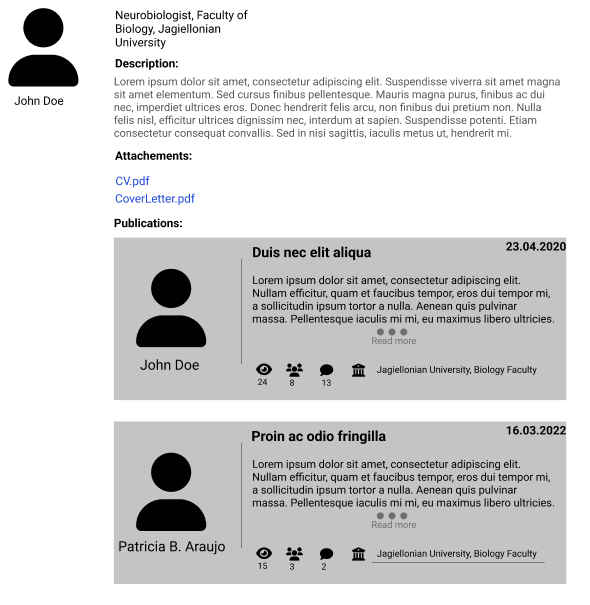 Neurobiologist, Faculty of
Biology, Jagiellonian
University
John Doe
Description:
Lorem ipsum dolor sit amet, consectetur adipiscing elit. Suspendisse viverra sit amet magna
sit amet elementum. Sed cursus finibus pellentesque. Mauris magna purus, finibus ac dui
nec, imperdiet ultrices eros. Donec hendrerit felis arcu, non finibus dui pretium non. Nulla
felis nisl, efficitur ultrices dignissim nec, interdum at sapien. Suspendisse potenti. Etiam
consectetur consequat convallis. Sed in nisi sagittis, iaculis metus ut, hendrerit mi.
Attachements:
CV.pdf
CoverLetter.pdf
Publications:
23.04.2020
Duis nec elit aliqua
Lorem ipsum dolor sit amet, consectetur adipiscing elit.
Nullam efficitur, quam et faucibus tempor, eros dui tempor mi,
a sollicitudin ipsum tortor a nulla. Aenean quis pulvinar
massa. Pellentesque iaculis mi mi, eu maximus libero ultricies.
Read more
John Doe
24 8 13 Jagiellonian University, Biology Faculty
16.03.2022
Proin ac odio fringilla
Lorem ipsum dolor sit amet, consectetur adipiscing elit.
Nullam efficitur, quam et faucibus tempor, eros dui tempor mi,
a sollicitudin ipsum tortor a nulla. Aenean quis pulvinar
massa. Pellentesque iaculis mi mi, eu maximus libero ultricies.
Read more
Patricia B. Araujo
15 3 2 Jagiellonian University, Biology Faculty